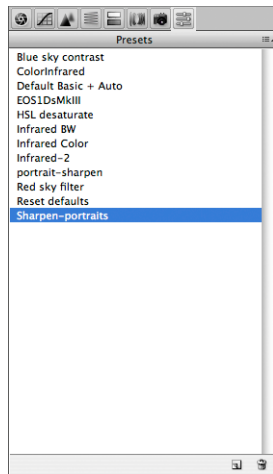 Presets
Blue sky contrast
ColorInfrared
Default Basic + Auto
EOS1DsMkIII
HSL desaturate
Infrared BW
Infrared Color
Infrared-2
portrait-sharpen
Red sky filter
Reset defaults
Sharpen-portraits